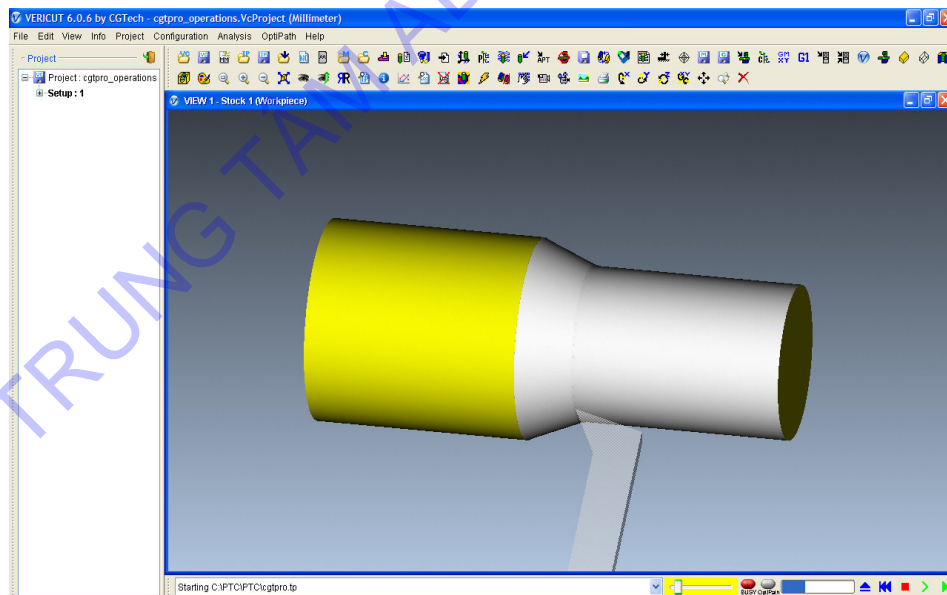 VERICUT 6.0.6 by CGTech - cgtpro_operations.VcProject (Millimeter)
File Edit View Info Project Configuration Analysis OptiPath Help
Project
Project : cgtpro_operations
Setup : 1
VIEW 1 - Stock 1 (Workpiece)
TRUNG TÂM
Starting C:\PTC\PTC\cgtpro.tp
BUSY OptiPath